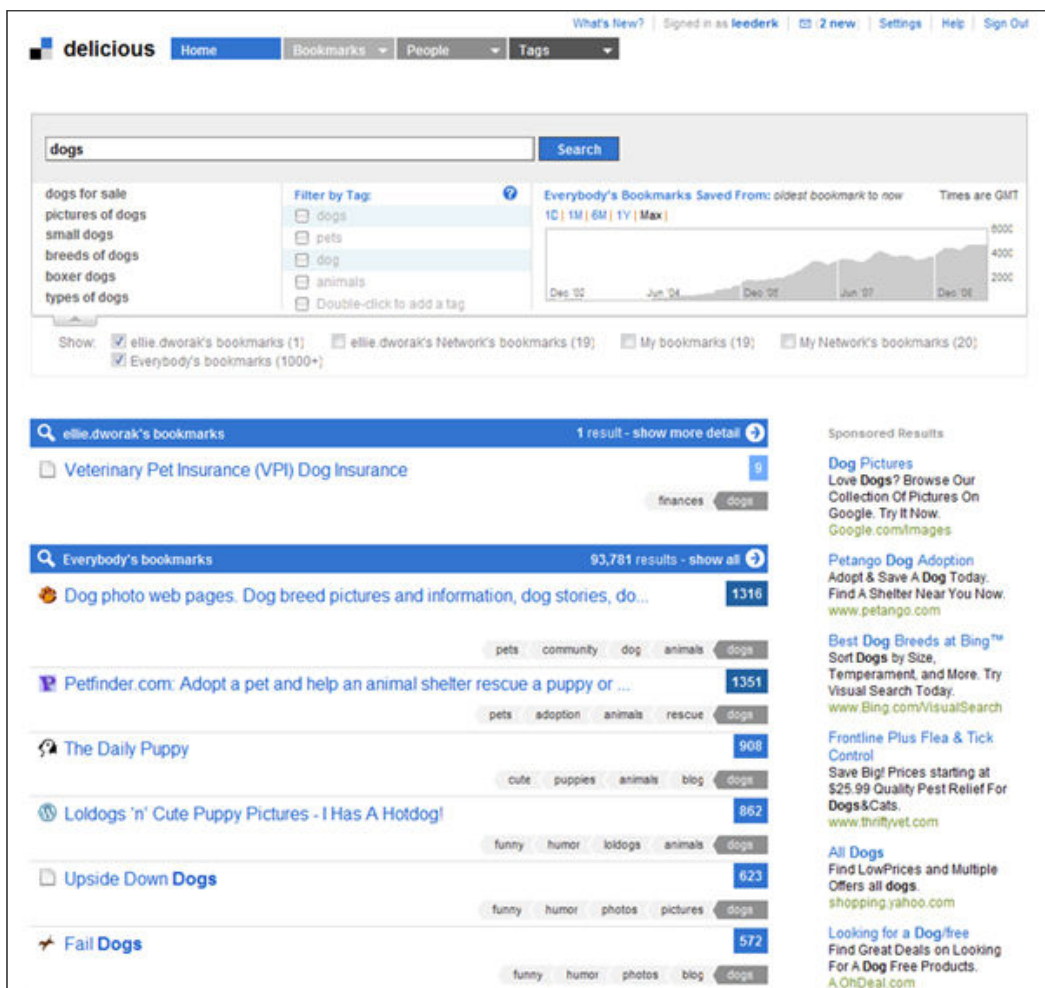 What's New? | Signed in as leederk | (2 new) | Settings | Help | Sign Out
delicious Home Bookmarks People Tags
dogs Search
dogs for sale
pictures of dogs
small dogs
breeds of dogs
boxer dogs
types of dogs
Filter by Tag: ?
dogs
pets
dog
animals
Double-click to add a tag
Everybody's Bookmarks Saved From: oldest bookmark to now Times are GMT
1D | 1M | 6M | 1Y | Max |
8000
4000
2000
Dec '02 Jun '04 Dec '05 Jun '07 Dec '08
Show: ellie.dworak's bookmarks (1) ellie.dworak's Network's bookmarks (19) My bookmarks (19) My Network's bookmarks (20)
Everybody's bookmarks (1000+)
ellie.dworak's bookmarks 1 result - show more detail
Veterinary Pet Insurance (VPI) Dog Insurance 9
finances dogs
Everybody's bookmarks 93,781 results - show all
Dog photo web pages. Dog breed pictures and information, dog stories, do... 1316
pets community dog animals dogs
Petfinder.com: Adopt a pet and help an animal shelter rescue a puppy or ... 1351
pets adoption animals rescue dogs
The Daily Puppy 908
cute puppies animals blog dogs
Loldogs 'n' Cute Puppy Pictures - I Has A Hotdog! 862
funny humor loldogs animals dogs
Upside Down Dogs 623
funny humor photos pictures dogs
Fail Dogs 572
funny humor photos blog dogs
Sponsored Results
Dog Pictures
Love Dogs? Browse Our
Collection Of Pictures On
Google. Try It Now.
Google.com/Images
Petango Dog Adoption
Adopt & Save A Dog Today.
Find A Shelter Near You Now.
www.petango.com
Best Dog Breeds at Bing™
Sort Dogs by Size,
Temperament, and More. Try
Visual Search Today.
www.Bing.com/VisualSearch
Frontline Plus Flea & Tick
Control
Save Big! Prices starting at
$25.99 Quality Pest Relief For
Dogs&Cats.
www.thriftyvet.com
All Dogs
Find LowPrices and Multiple
Offers all dogs.
shopping.yahoo.com
Looking for a Dog/free
Find Great Deals on Looking
For A Dog Free Products.
A.OhDeal.com